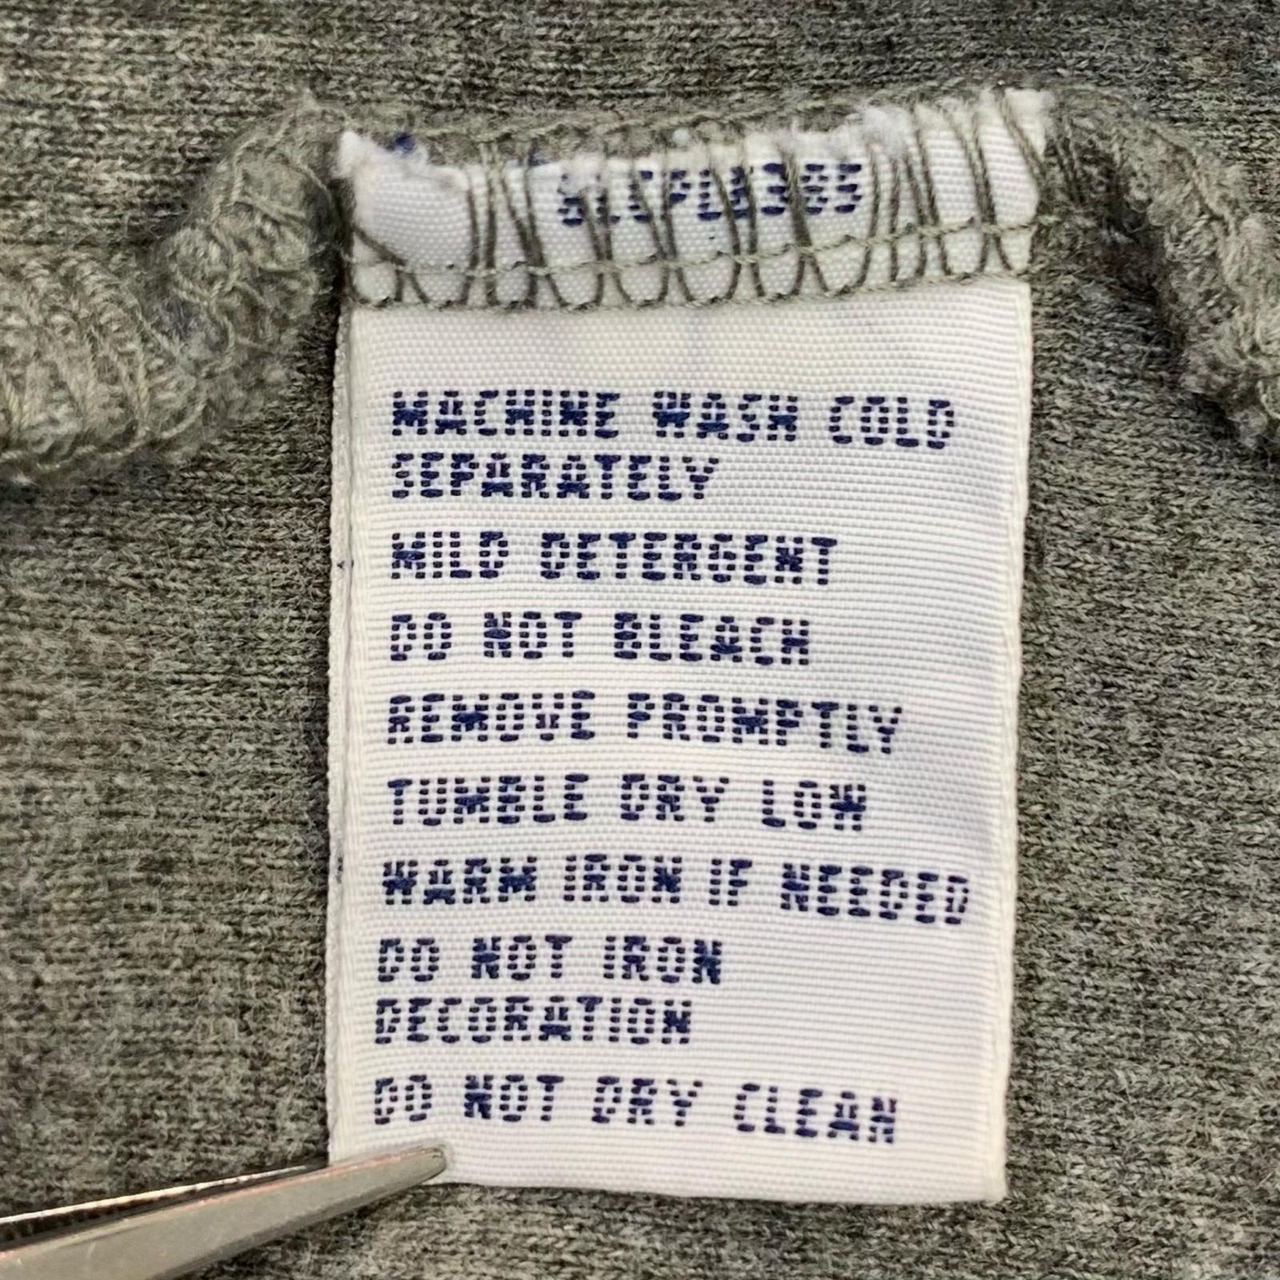 MACHINE WASH COLD
SEPARATELY
MILD DETERGENT
DO NOT BLEACH
REMOVE PROMPTLY
TUMBLE DRY LOW
WARM IRON IF NEEDED
DO NOT IRON
DECORATION
DO NOT DRY CLEAN